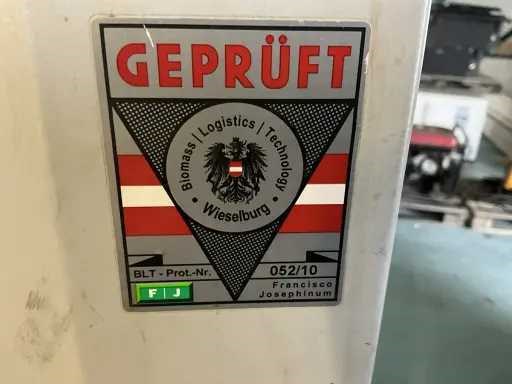 GEPRÜFT
Biomass | Logistics | Technology
• Wieselburg •
BLT - Prot.-Nr. 052/10
F | J
Francisco
Josephinum